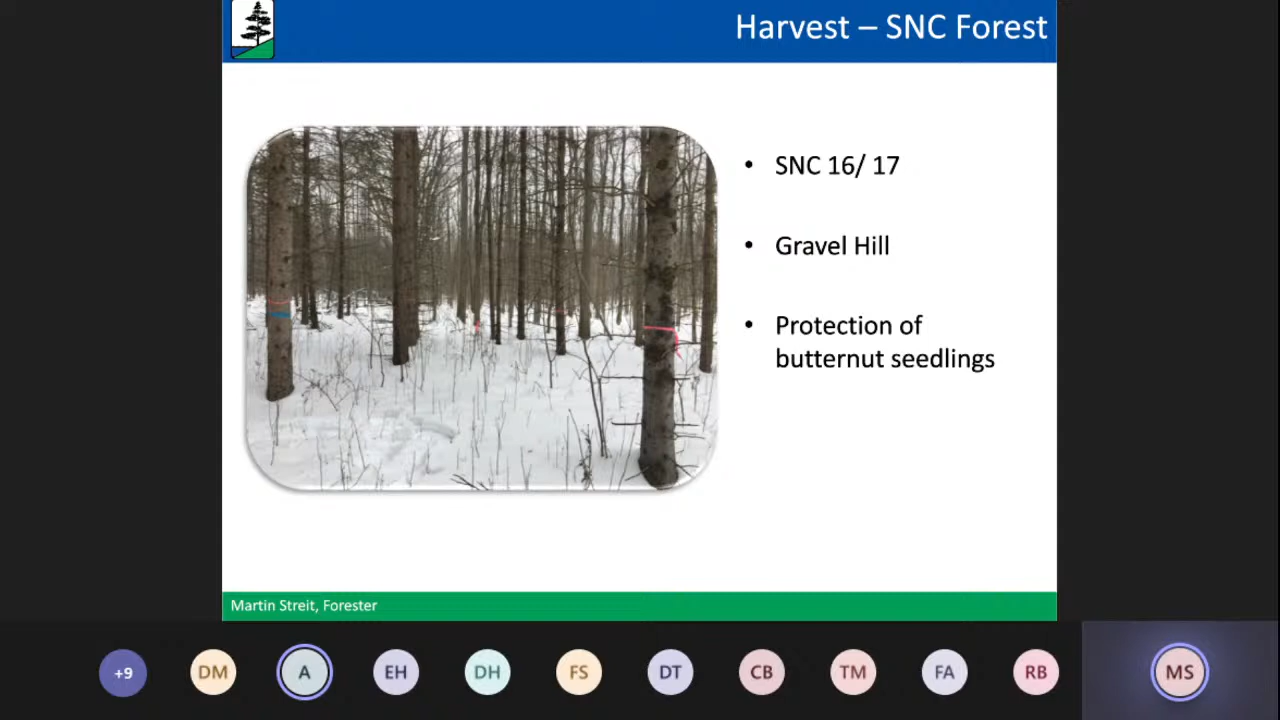 Harvest – SNC Forest
• SNC 16/ 17
• Gravel Hill
• Protection of
butternut seedlings
Martin Streit, Forester
+9
DM
A
EH
DH
FS
DT
CB
TM
FA
RB
MS